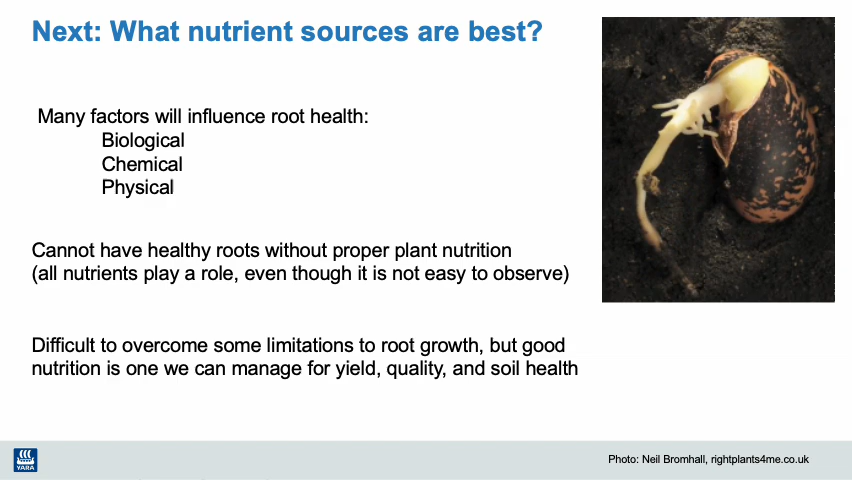 Next: What nutrient sources are best?
Many factors will influence root health:
Biological
Chemical
Physical
Cannot have healthy roots without proper plant nutrition
(all nutrients play a role, even though it is not easy to observe)
Difficult to overcome some limitations to root growth, but good
nutrition is one we can manage for yield, quality, and soil health
YARA
Photo: Neil Bromhall, rightplants4me.co.uk